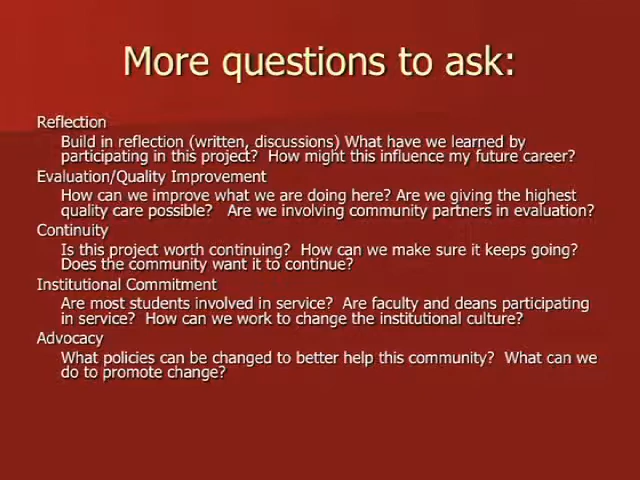 More questions to ask:
Reflection
Build in reflection (written, discussions) What have we learned by
participating in this project?  How might this influence my future career?
Evaluation/Quality Improvement
How can we improve what we are doing here? Are we giving the highest
quality care possible?   Are we involving community partners in evaluation?
Continuity
Is this project worth continuing?  How can we make sure it keeps going?
Does the community want it to continue?
Institutional Commitment
Are most students involved in service?  Are faculty and deans participating
in service?  How can we work to change the institutional culture?
Advocacy
What policies can be changed to better help this community?  What can we
do to promote change?